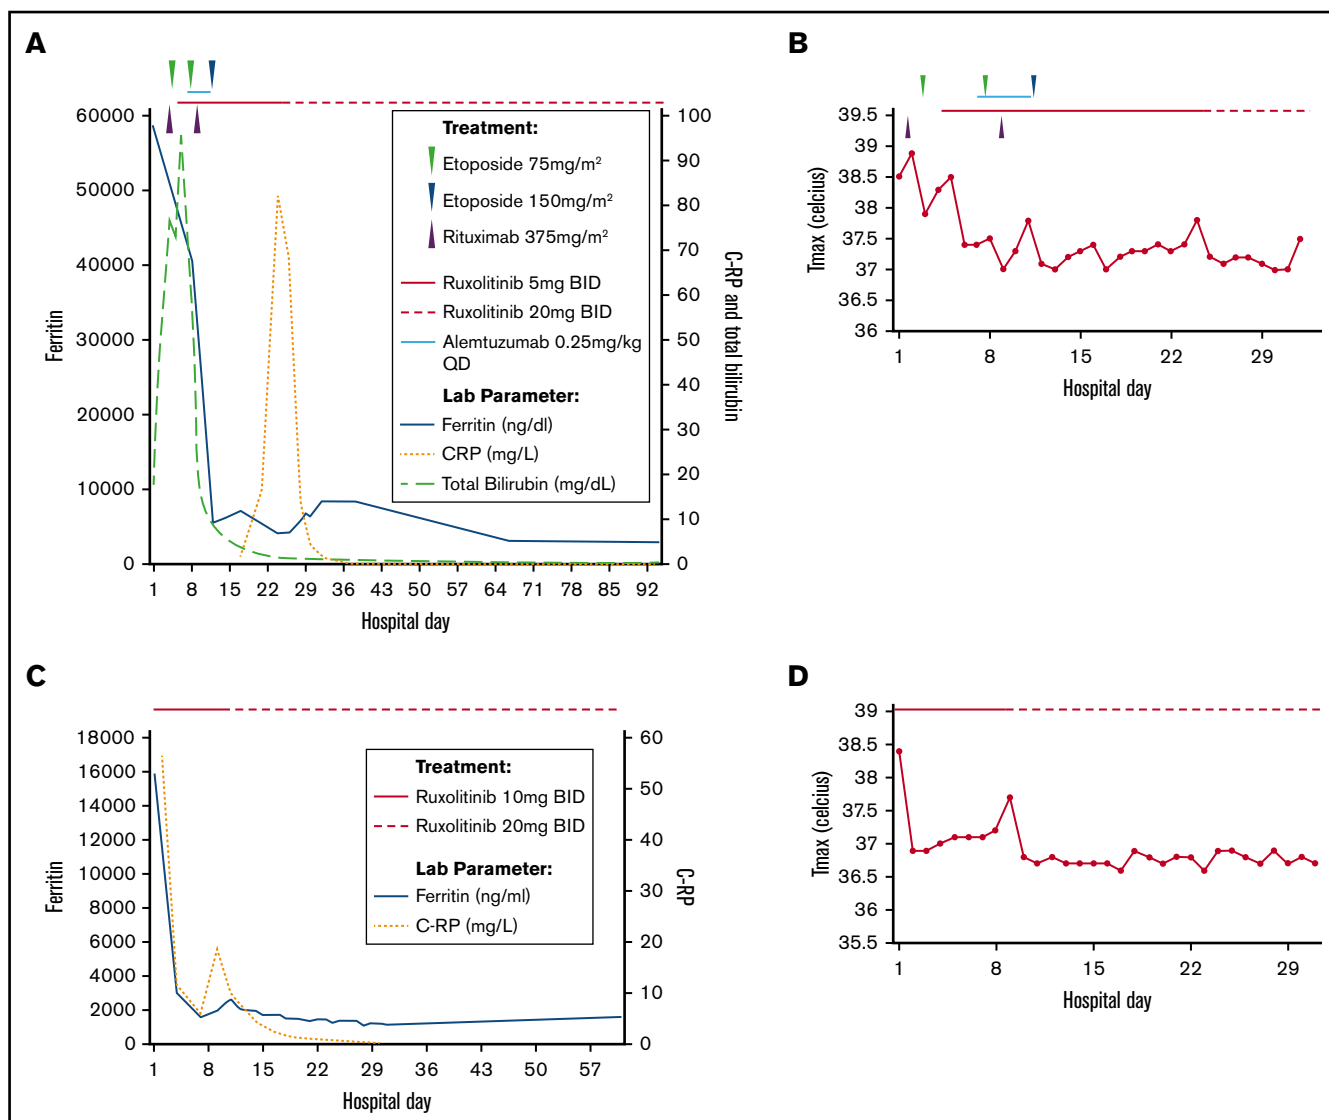 A
60000
50000
40000
30000
20000
10000
0
Ferritin
100
90
80
70
60
50
40
30
20
10
0
C-RP and total bilirubin
1 8 15 22 29 36 43 50 57 64 71 78 85 92
Hospital day
Treatment:
Etoposide 75mg/m²
Etoposide 150mg/m²
Rituximab 375mg/m²
Ruxolitinib 5mg BID
Ruxolitinib 20mg BID
Alemtuzumab 0.25mg/kg
QD
Lab Parameter:
Ferritin (ng/dl)
CRP (mg/L)
Total Bilirubin (mg/dL)
B
39.5
39
38.5
38
37.5
37
36.5
36
Tmax (celcius)
1 8 15 22 29
Hospital day
C
18000
16000
14000
12000
10000
8000
6000
4000
2000
0
Ferritin
60
50
40
30
20
10
0
C-RP
1 8 15 22 29 36 43 50 57
Hospital day
Treatment:
Ruxolitinib 10mg BID
Ruxolitinib 20mg BID
Lab Parameter:
Ferritin (ng/ml)
C-RP (mg/L)
D
39
38.5
38
37.5
37
36.5
36
35.5
Tmax (celcius)
1 8 15 22 29
Hospital day